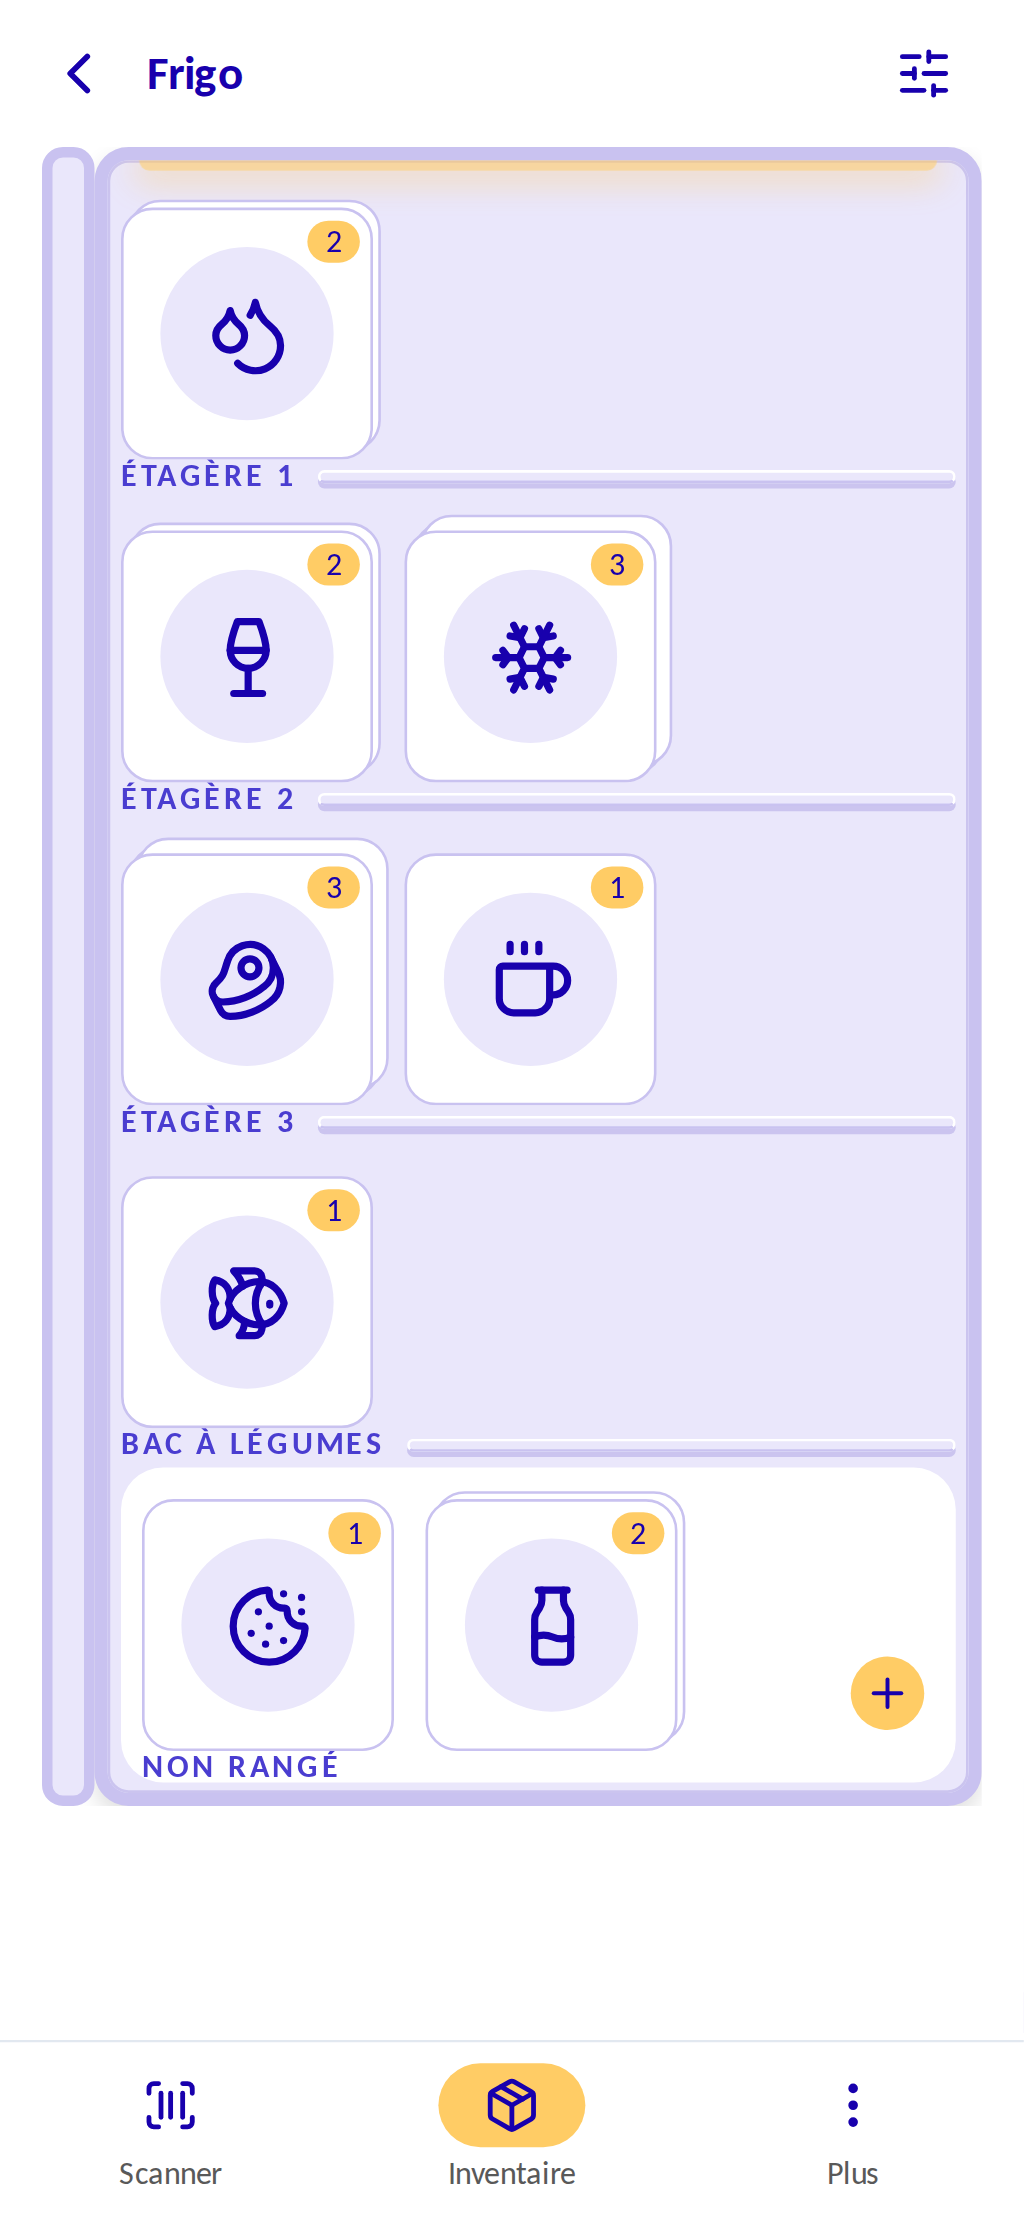 Frigo
2
ÉTAGÈRE 1
2
3
ÉTAGÈRE 2
3
1
ÉTAGÈRE 3
1
BAC À LÉGUMES
1
2
NON RANGÉ
Scanner
Inventaire
Plus